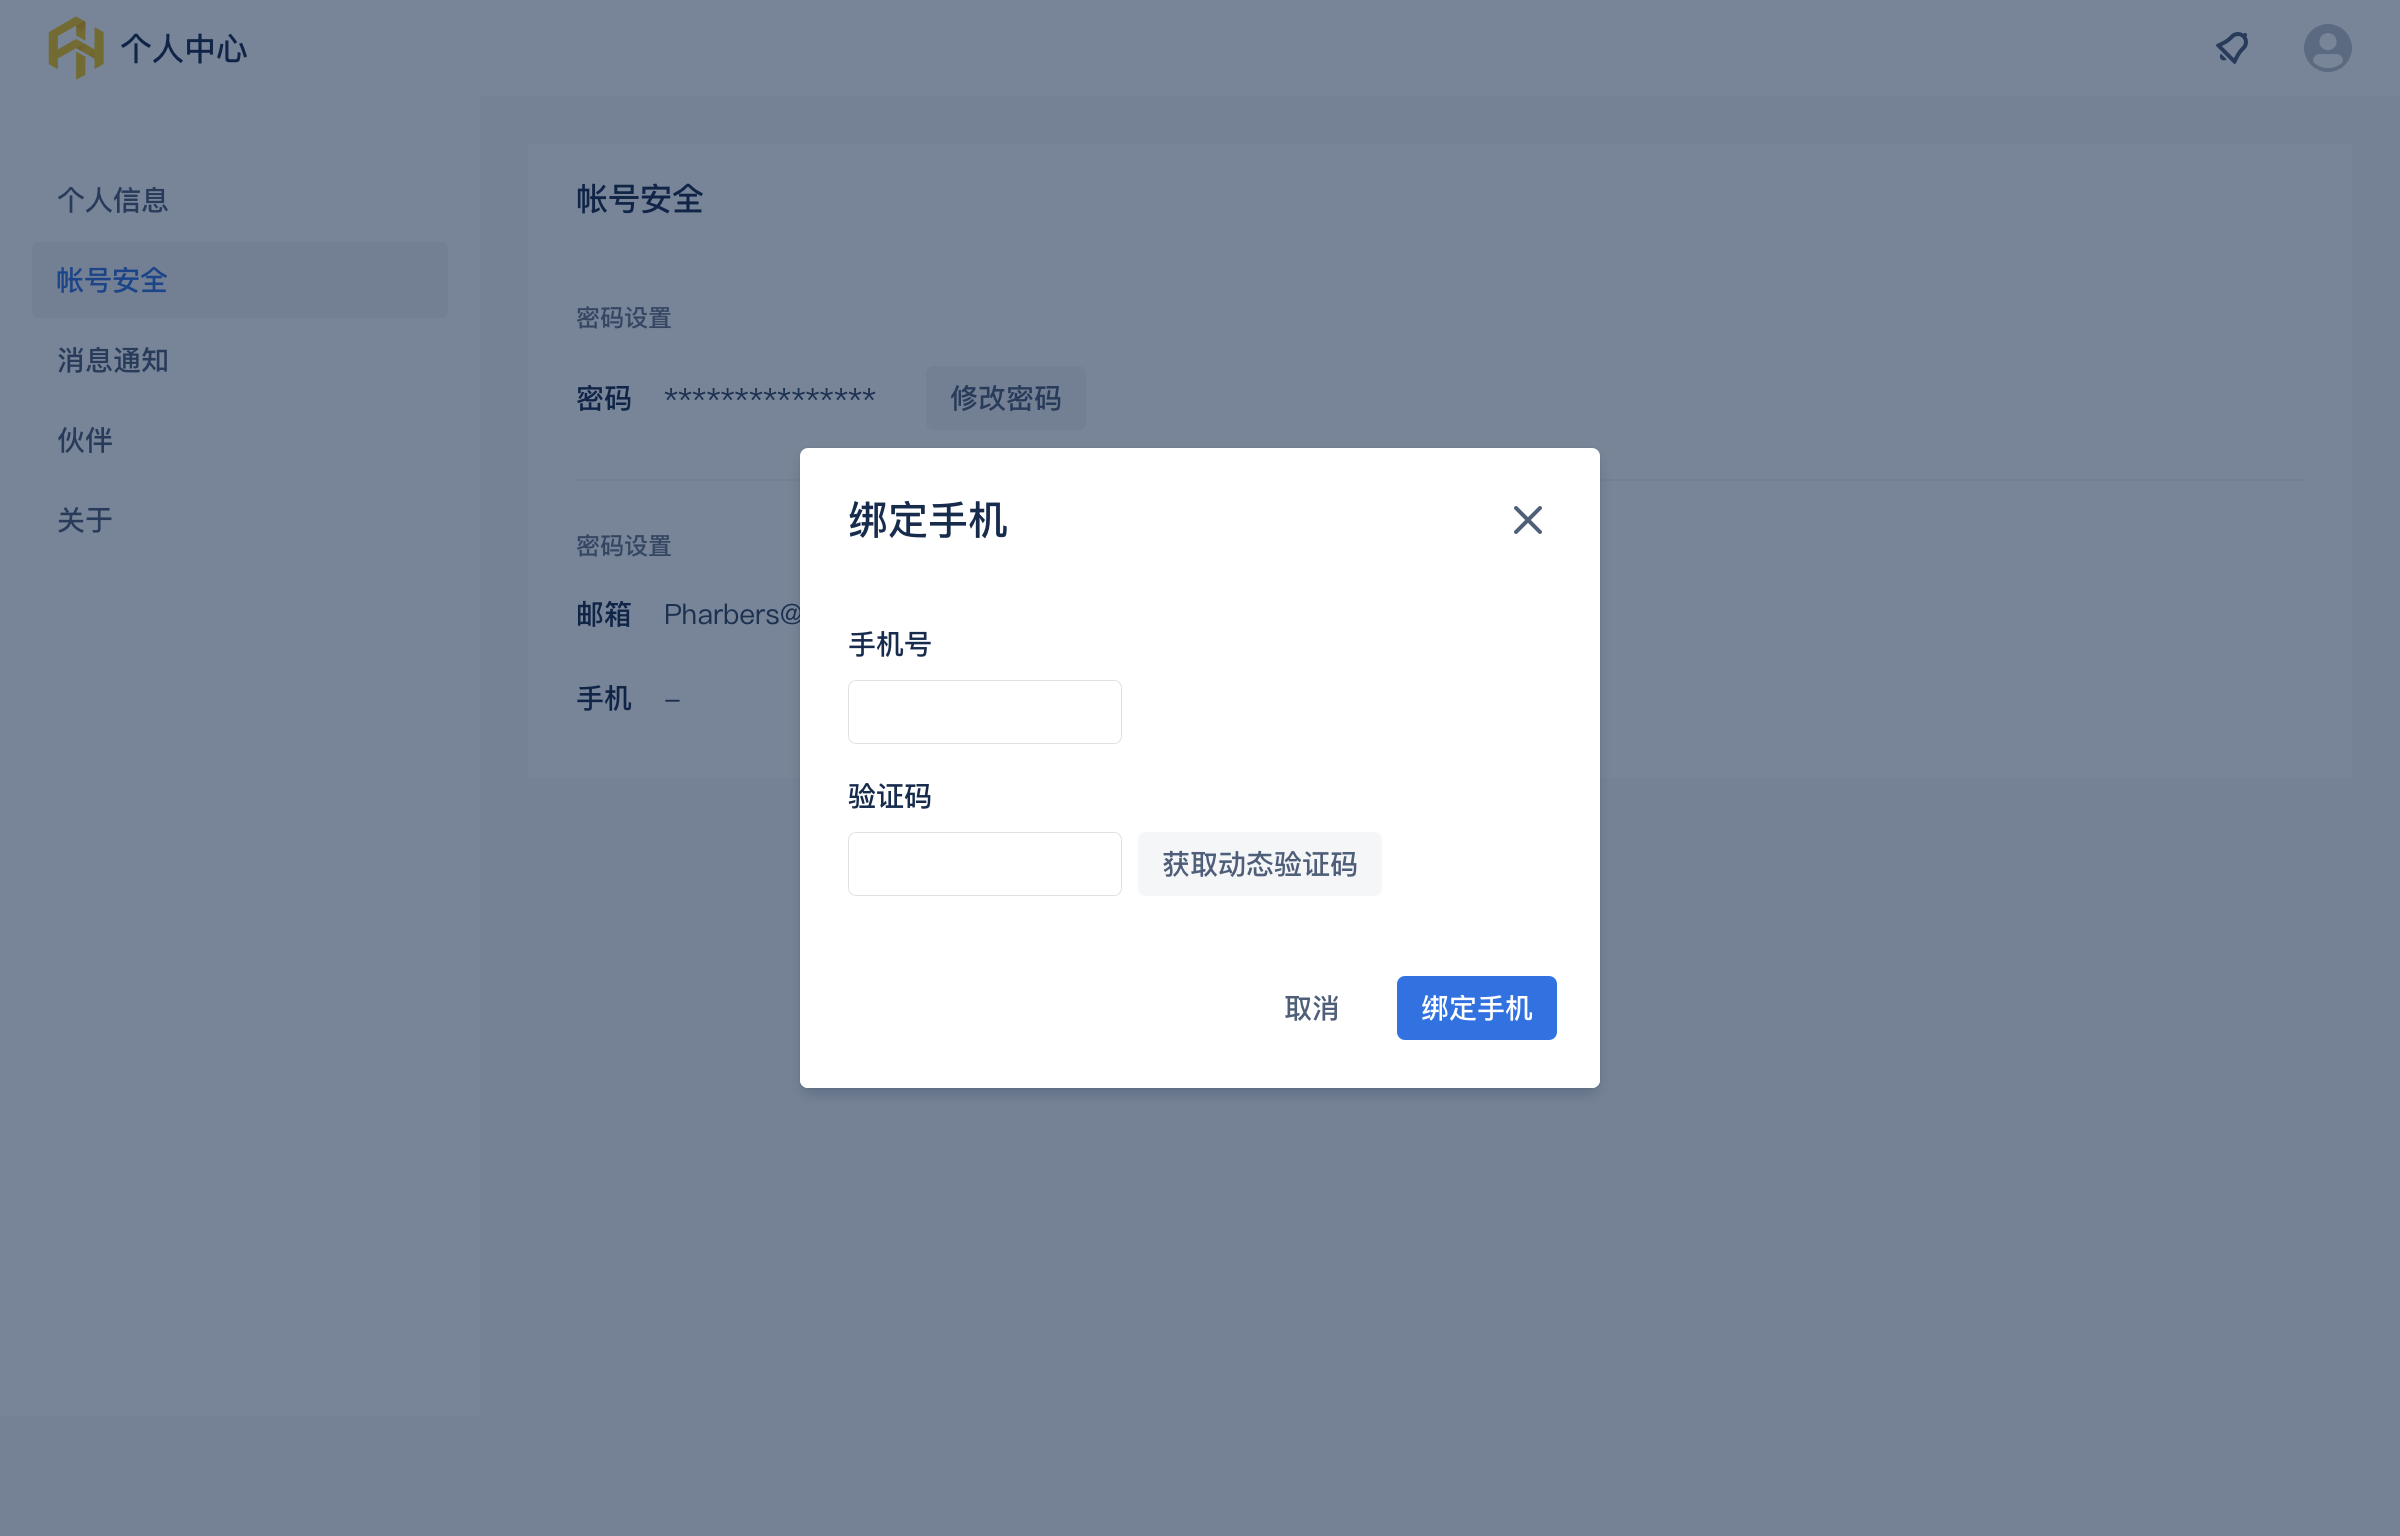 个人中心
个人信息
帐号安全
消息通知
伙伴
关于
帐号安全
密码设置
密码 *************** 修改密码
密码设置
邮箱 Pharbers@
手机 –
绑定手机
手机号
验证码
获取动态验证码
取消 绑定手机